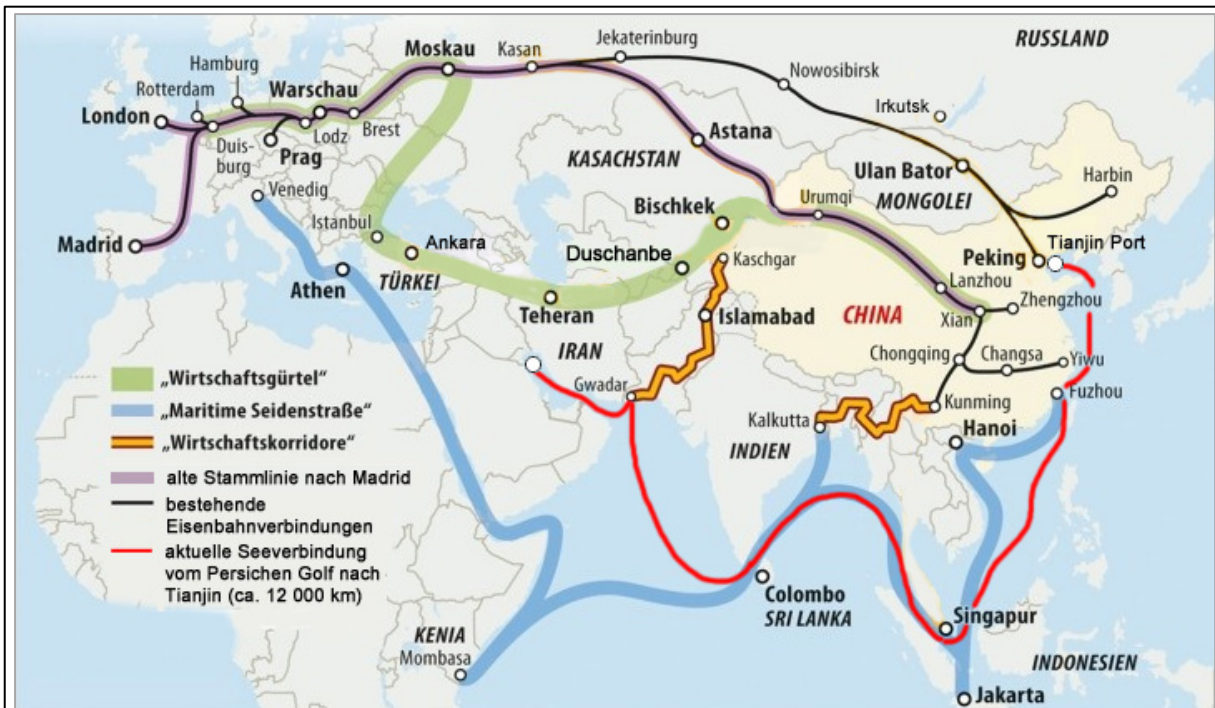 RUSSLAND
Jekaterinburg
Kasan
Moskau
Nowosibirsk
Hamburg
Rotterdam
Warschau
London
Irkutsk
Brest
Lodz
Duis-
burg
Prag
Astana
KASACHSTAN
Ulan Bator
MONGOLEI
Harbin
Venedig
Urumqi
Bischkek
Istanbul
Madrid
Ankara
Tianjin Port
Peking
Duschanbe
Kaschgar
TÜRKEI
Athen
Lanzhou
Zhengzhou
Teheran
Islamabad
CHINA
Xian
IRAN
Chongqing
Changsa
Yiwu
Gwadar
Fuzhou
Kunming
Kalkutta
Hanoi
INDIEN
„Wirtschaftsgürtel“
„Maritime Seidenstraße“
„Wirtschaftskorridore“
alte Stammlinie nach Madrid
bestehende
Eisenbahnverbindungen
aktuelle Seeverbindung
vom Persichen Golf nach
Tianjin (ca. 12 000 km)
Colombo
SRI LANKA
Singapur
KENIA
Mombasa
INDONESIEN
Jakarta